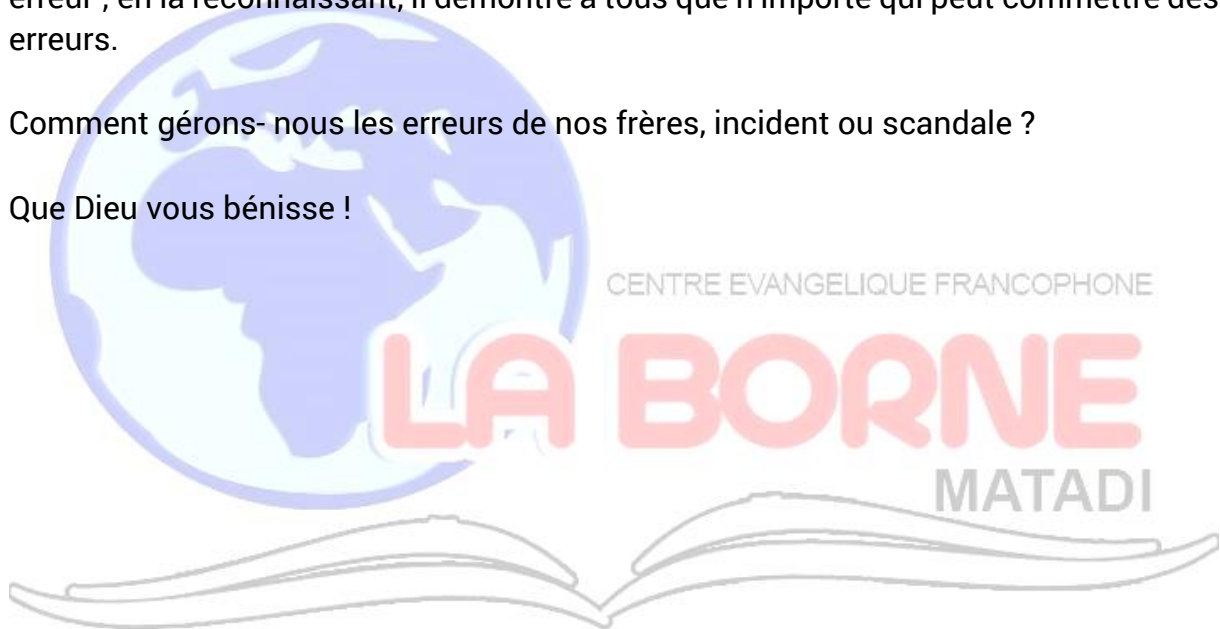 erreur ; en la reconnaissant, il démontre à tous que n'importe qui peut commettre des
erreurs.
Comment gérons- nous les erreurs de nos frères, incident ou scandale ?
Que Dieu vous bénisse !
CENTRE EVANGELIQUE FRANCOPHONE
LA BORNE
MATADI